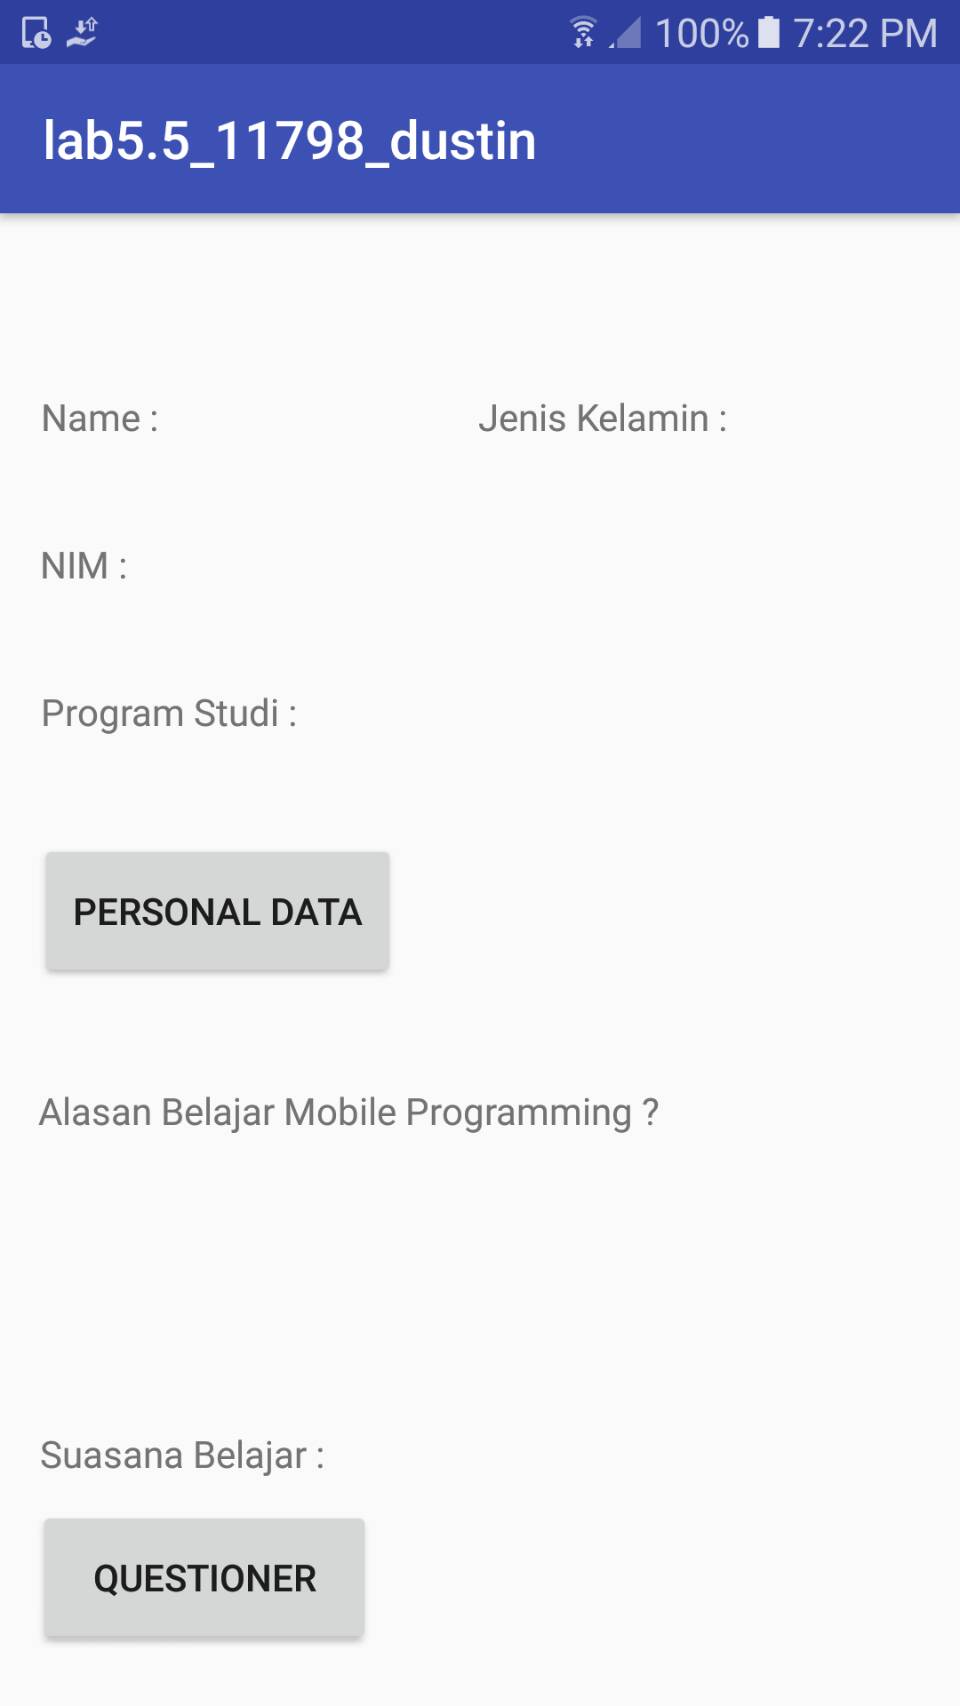 100% 7:22 PM
lab5.5_11798_dustin
Name : Jenis Kelamin :
NIM :
Program Studi :
PERSONAL DATA
Alasan Belajar Mobile Programming ?
Suasana Belajar :
QUESTIONER